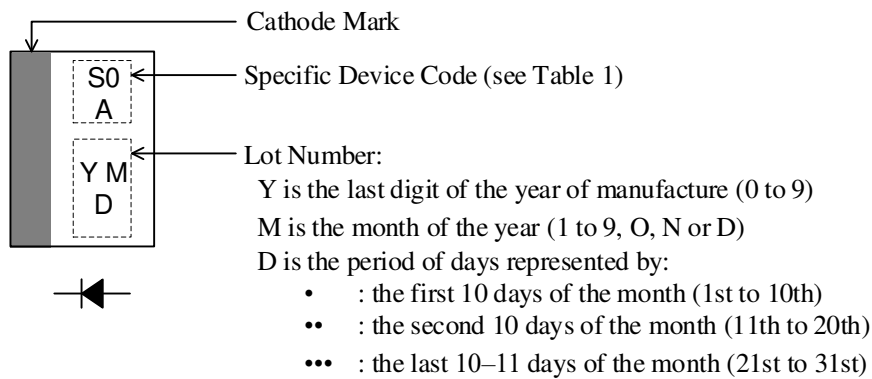 Cathode Mark
S0
A
Specific Device Code (see Table 1)
Y M
D
Lot Number:
Y is the last digit of the year of manufacture (0 to 9)
M is the month of the year (1 to 9, O, N or D)
D is the period of days represented by:
• : the first 10 days of the month (1st to 10th)
•• : the second 10 days of the month (11th to 20th)
••• : the last 10–11 days of the month (21st to 31st)